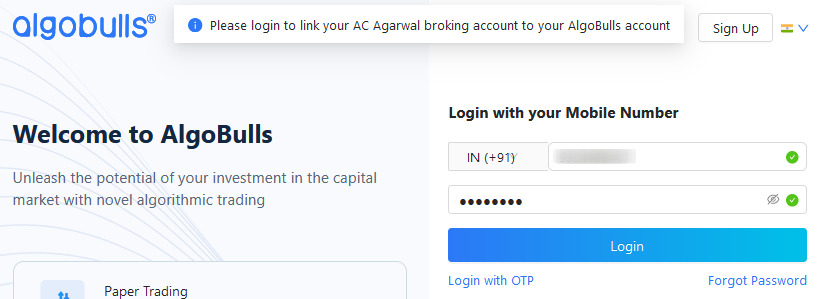 algobulls®
Please login to link your AC Agarwal broking account to your AlgoBulls account
Sign Up
Welcome to AlgoBulls
Unleash the potential of your investment in the capital
market with novel algorithmic trading
Paper Trading
Login with your Mobile Number
IN (+91)
Login
Login with OTP
Forgot Password